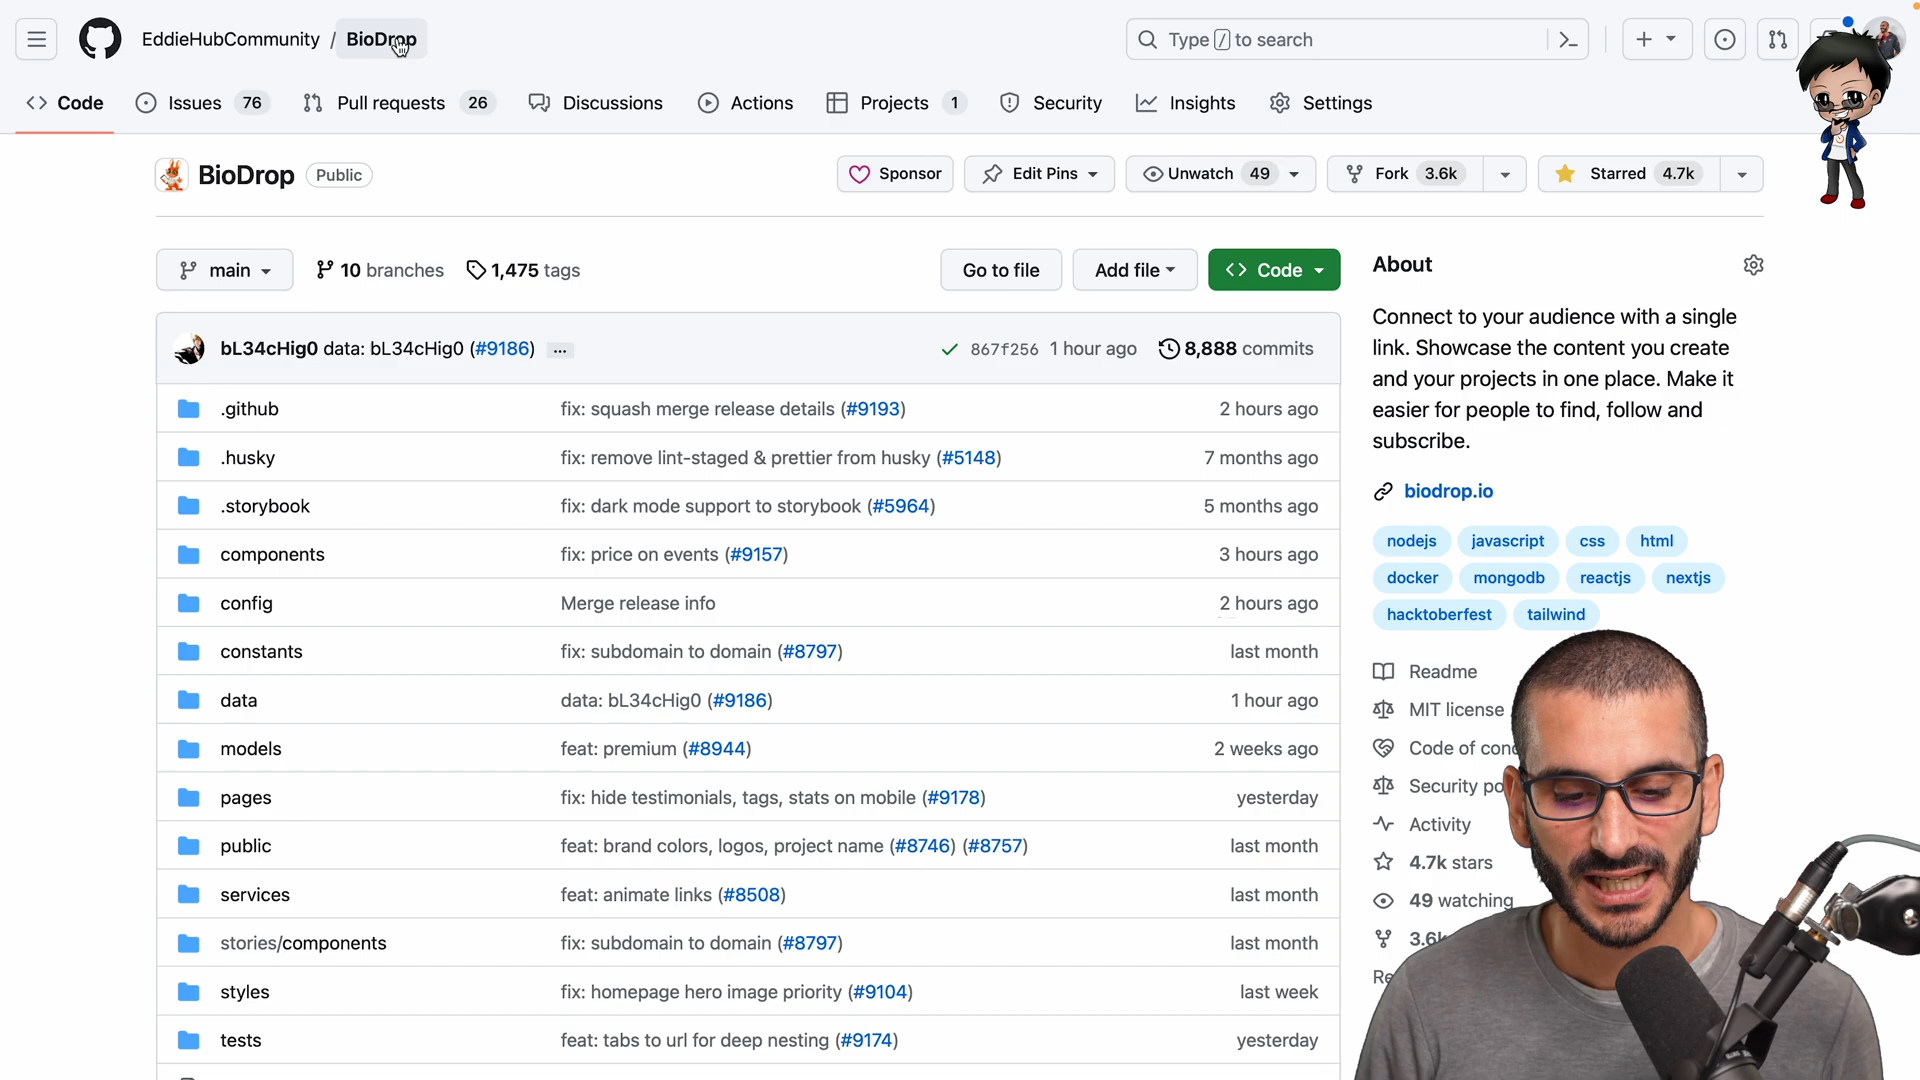 EddieHubCommunity / BioDrop
Type / to search
Code
Issues 76
Pull requests 26
Discussions
Actions
Projects 1
Security
Insights
Settings
BioDrop Public
Sponsor
Edit Pins
Unwatch 49
Fork 3.6k
Starred 4.7k
main
10 branches
1,475 tags
Go to file
Add file
Code
bL34cHig0 data: bL34cHig0 (#9186) ...
867f256 1 hour ago
8,888 commits
.github fix: squash merge release details (#9193) 2 hours ago
.husky fix: remove lint-staged & prettier from husky (#5148) 7 months ago
.storybook fix: dark mode support to storybook (#5964) 5 months ago
components fix: price on events (#9157) 3 hours ago
config Merge release info 2 hours ago
constants fix: subdomain to domain (#8797) last month
data data: bL34cHig0 (#9186) 1 hour ago
models feat: premium (#8944) 2 weeks ago
pages fix: hide testimonials, tags, stats on mobile (#9178) yesterday
public feat: brand colors, logos, project name (#8746) (#8757) last month
services feat: animate links (#8508) last month
stories/components fix: subdomain to domain (#8797) last month
styles fix: homepage hero image priority (#9104) last week
tests feat: tabs to url for deep nesting (#9174) yesterday
About
Connect to your audience with a single
link. Showcase the content you create
and your projects in one place. Make it
easier for people to find, follow and
subscribe.
biodrop.io
nodejs javascript css html
docker mongodb reactjs nextjs
hacktoberfest tailwind
Readme
MIT license
Code of
Security
Activity
4.7k stars
49 watching